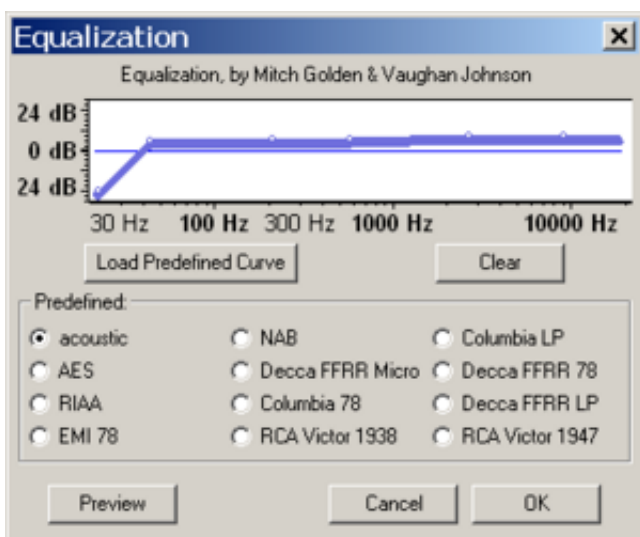 Equalization
Equalization, by Mitch Golden & Vaughan Johnson
24 dB
0 dB
24 dB
30 Hz 100 Hz 300 Hz 1000 Hz 10000 Hz
Load Predefined Curve Clear
Predefined:
acoustic NAB Columbia LP
AES Decca FFRR Micro Decca FFRR 78
RIAA Columbia 78 Decca FFRR LP
EMI 78 RCA Victor 1938 RCA Victor 1947
Preview Cancel OK